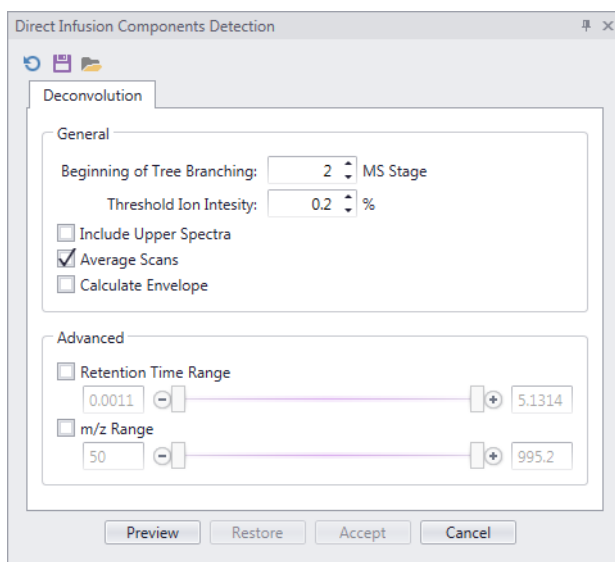 Direct Infusion Components Detection
Deconvolution
General
Beginning of Tree Branching: 2 MS Stage
Threshold Ion Intesity: 0.2 %
Include Upper Spectra
Average Scans
Calculate Envelope
Advanced
Retention Time Range
0.0011 5.1314
m/z Range
50 995.2
Preview Restore Accept Cancel